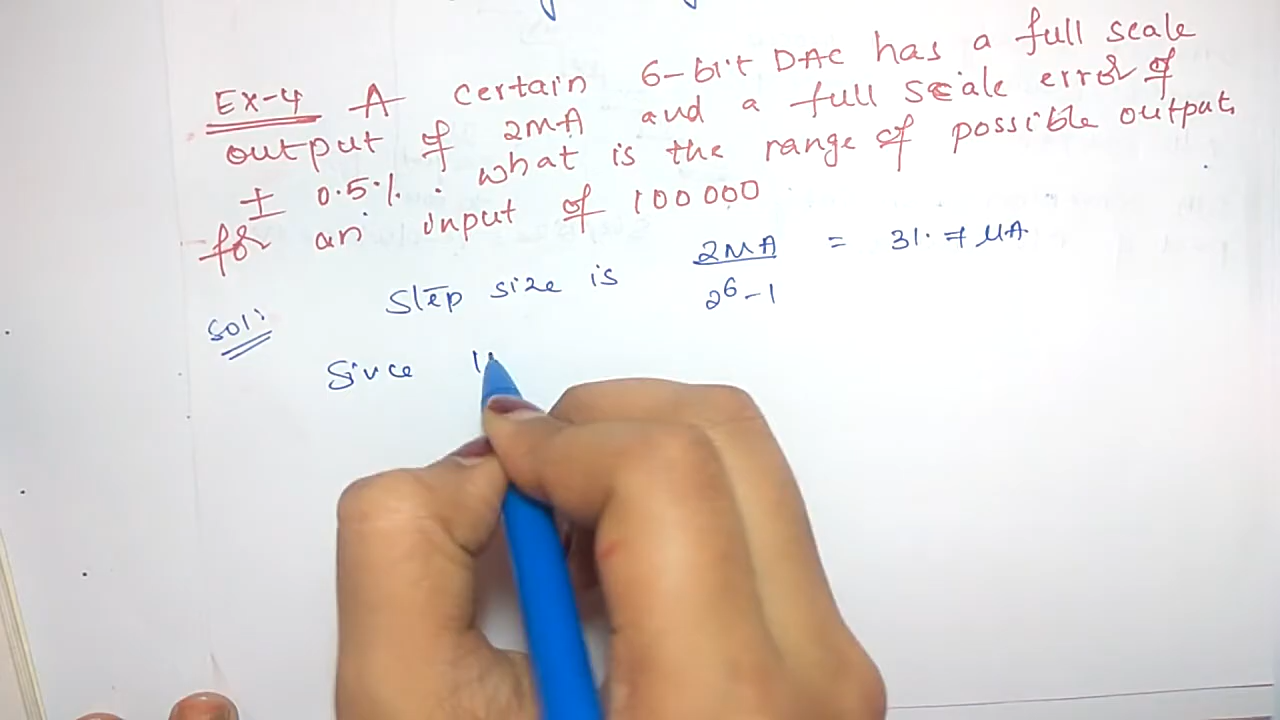 Ex-4 A certain 6-bit DAC has a full scale
output of 2MA and a full scale error of
± 0.5%. what is the range of possible output,
for an input of 100000
Sol: Step size is 2MA / 2^6-1 = 31.7 μA
Since